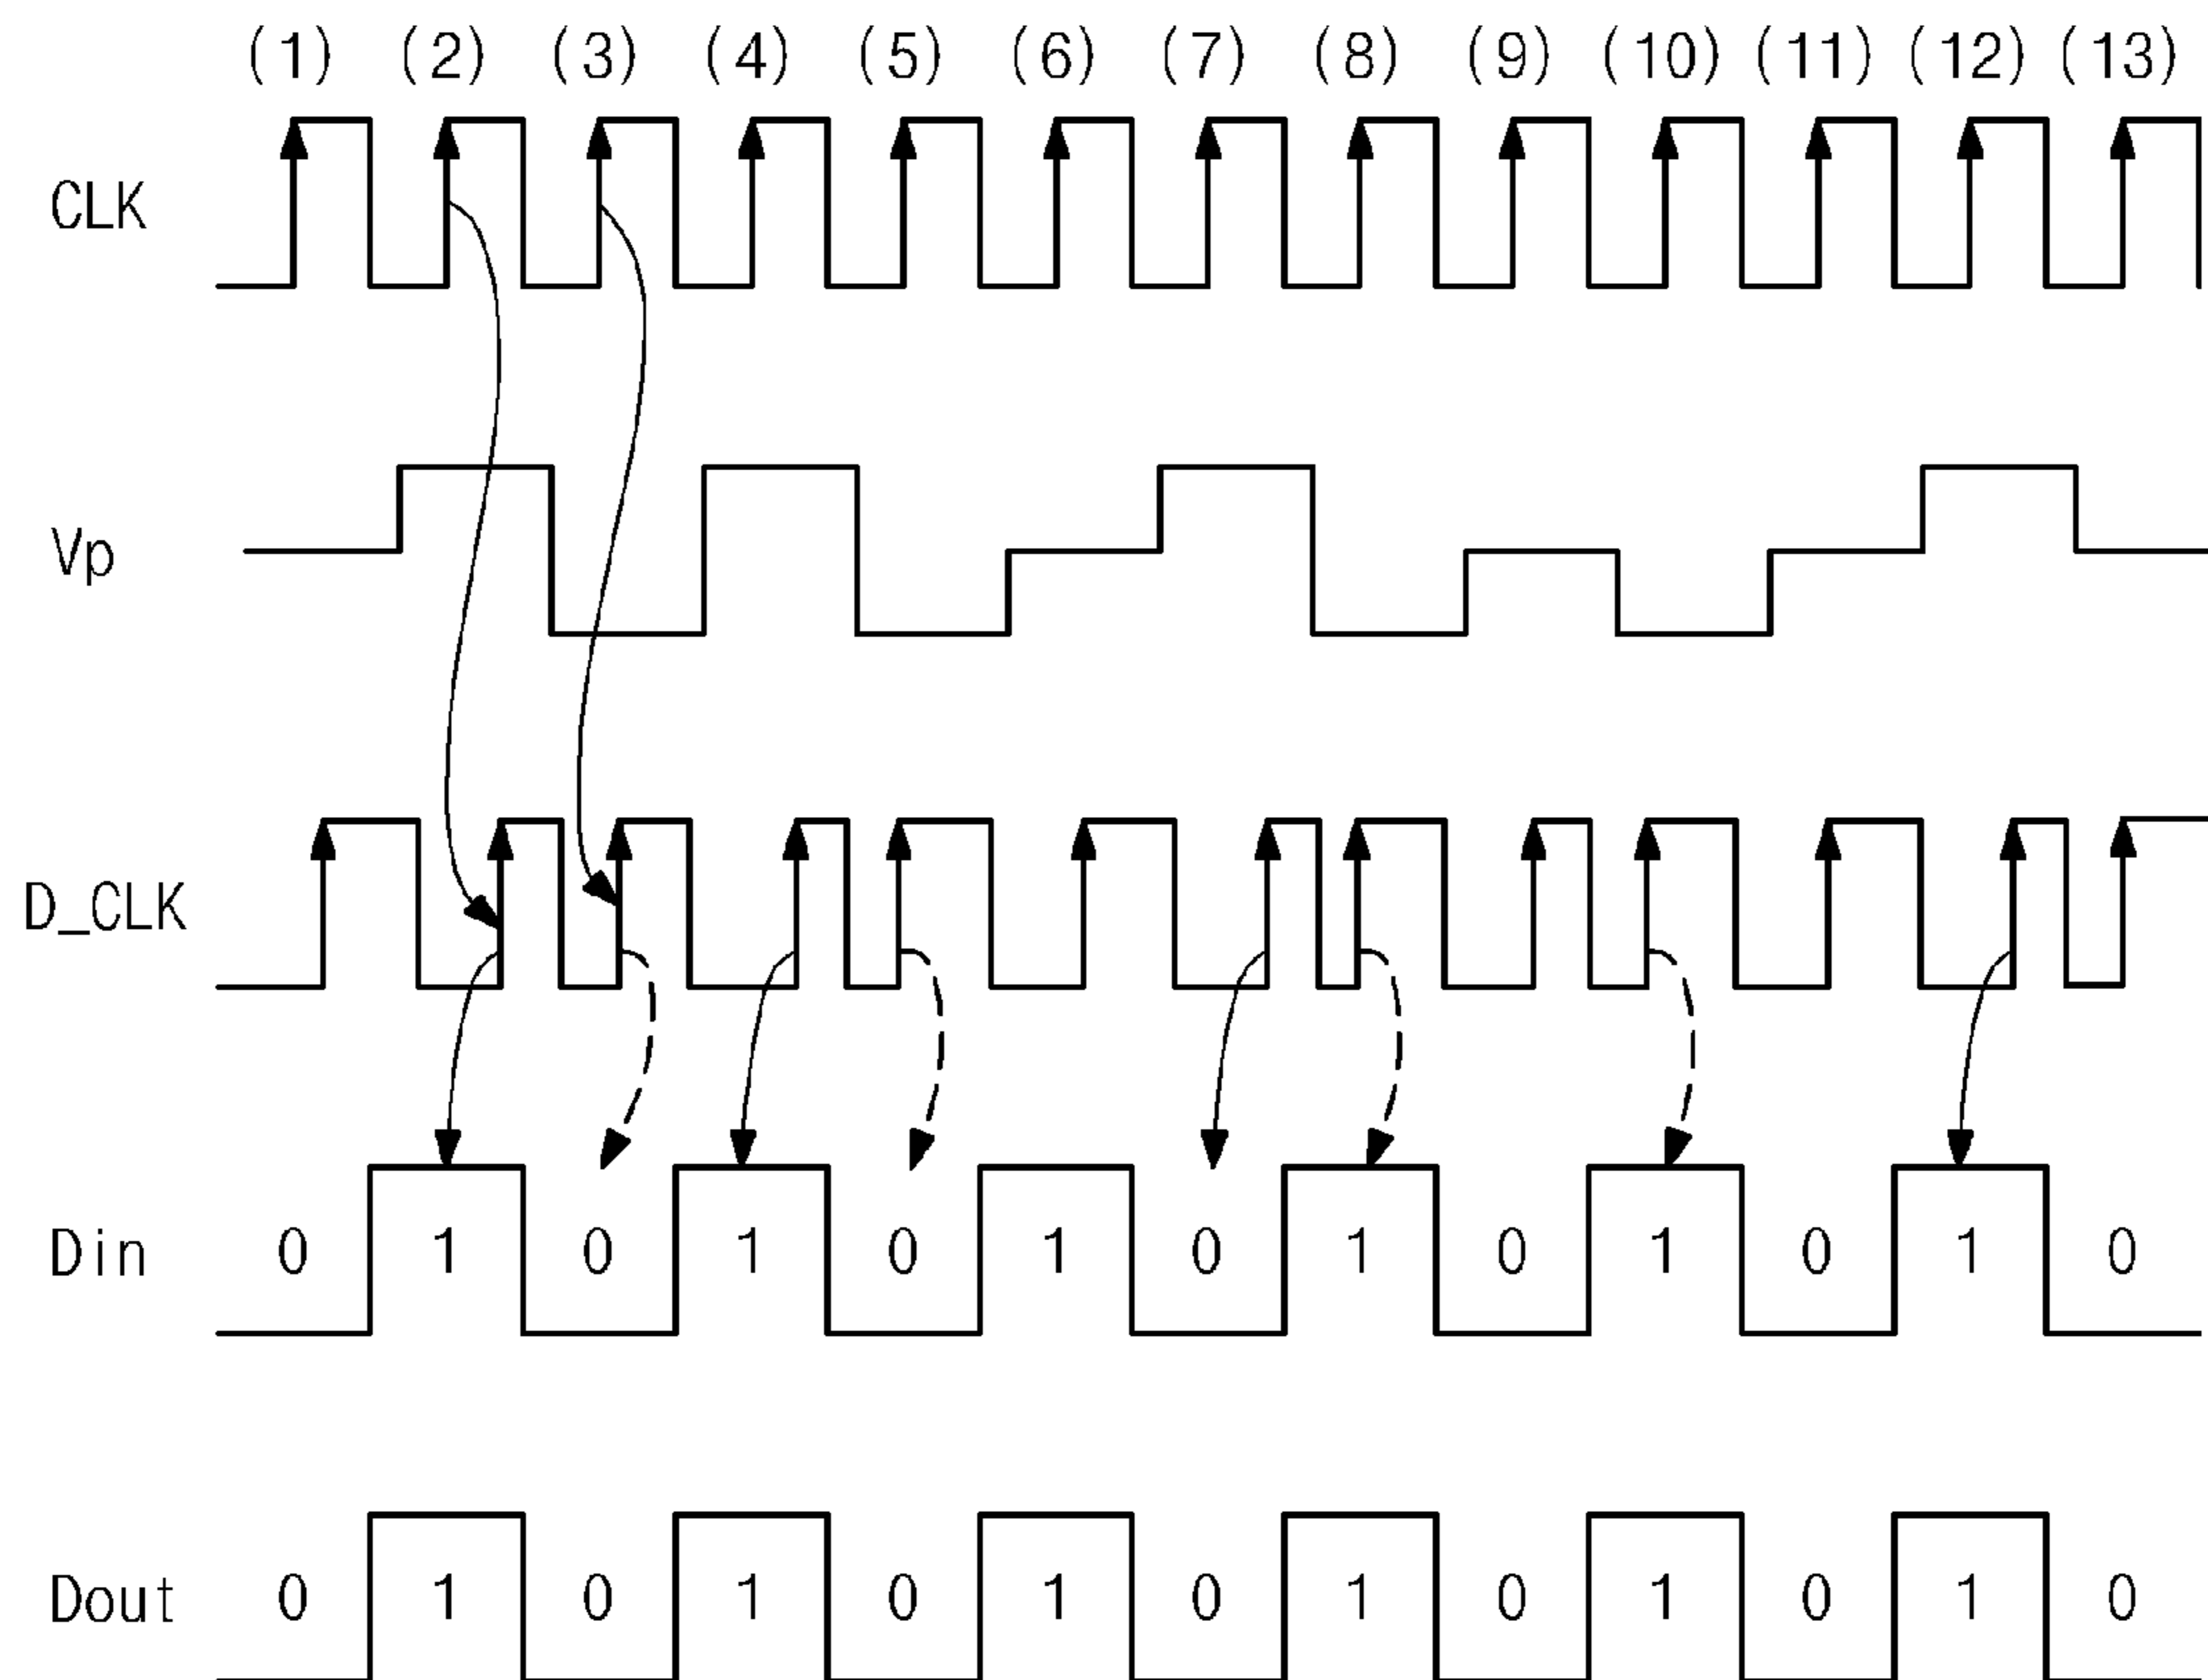 (1) (2) (3) (4) (5) (6) (7) (8) (9) (10) (11) (12) (13)
CLK
Vp
D_CLK
Din 0 1 0 1 0 1 0 1 0 1 0 1 0
Dout 0 1 0 1 0 1 0 1 0 1 0 1 0